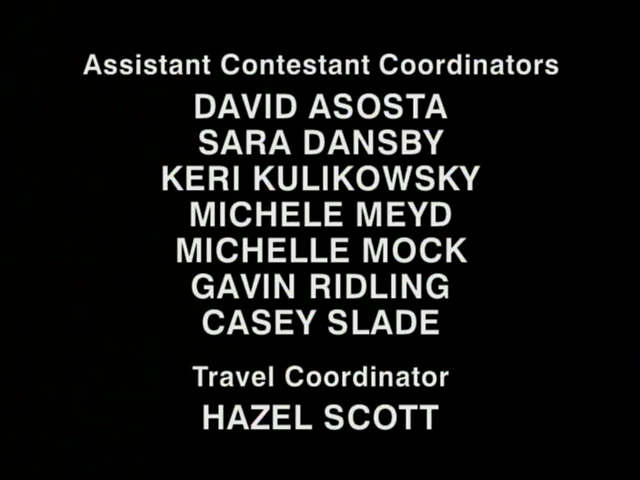 Assistant Contestant Coordinators
DAVID ASOSTA
SARA DANSBY
KERI KULIKOWSKY
MICHELE MEYD
MICHELLE MOCK
GAVIN RIDLING
CASEY SLADE
Travel Coordinator
HAZEL SCOTT